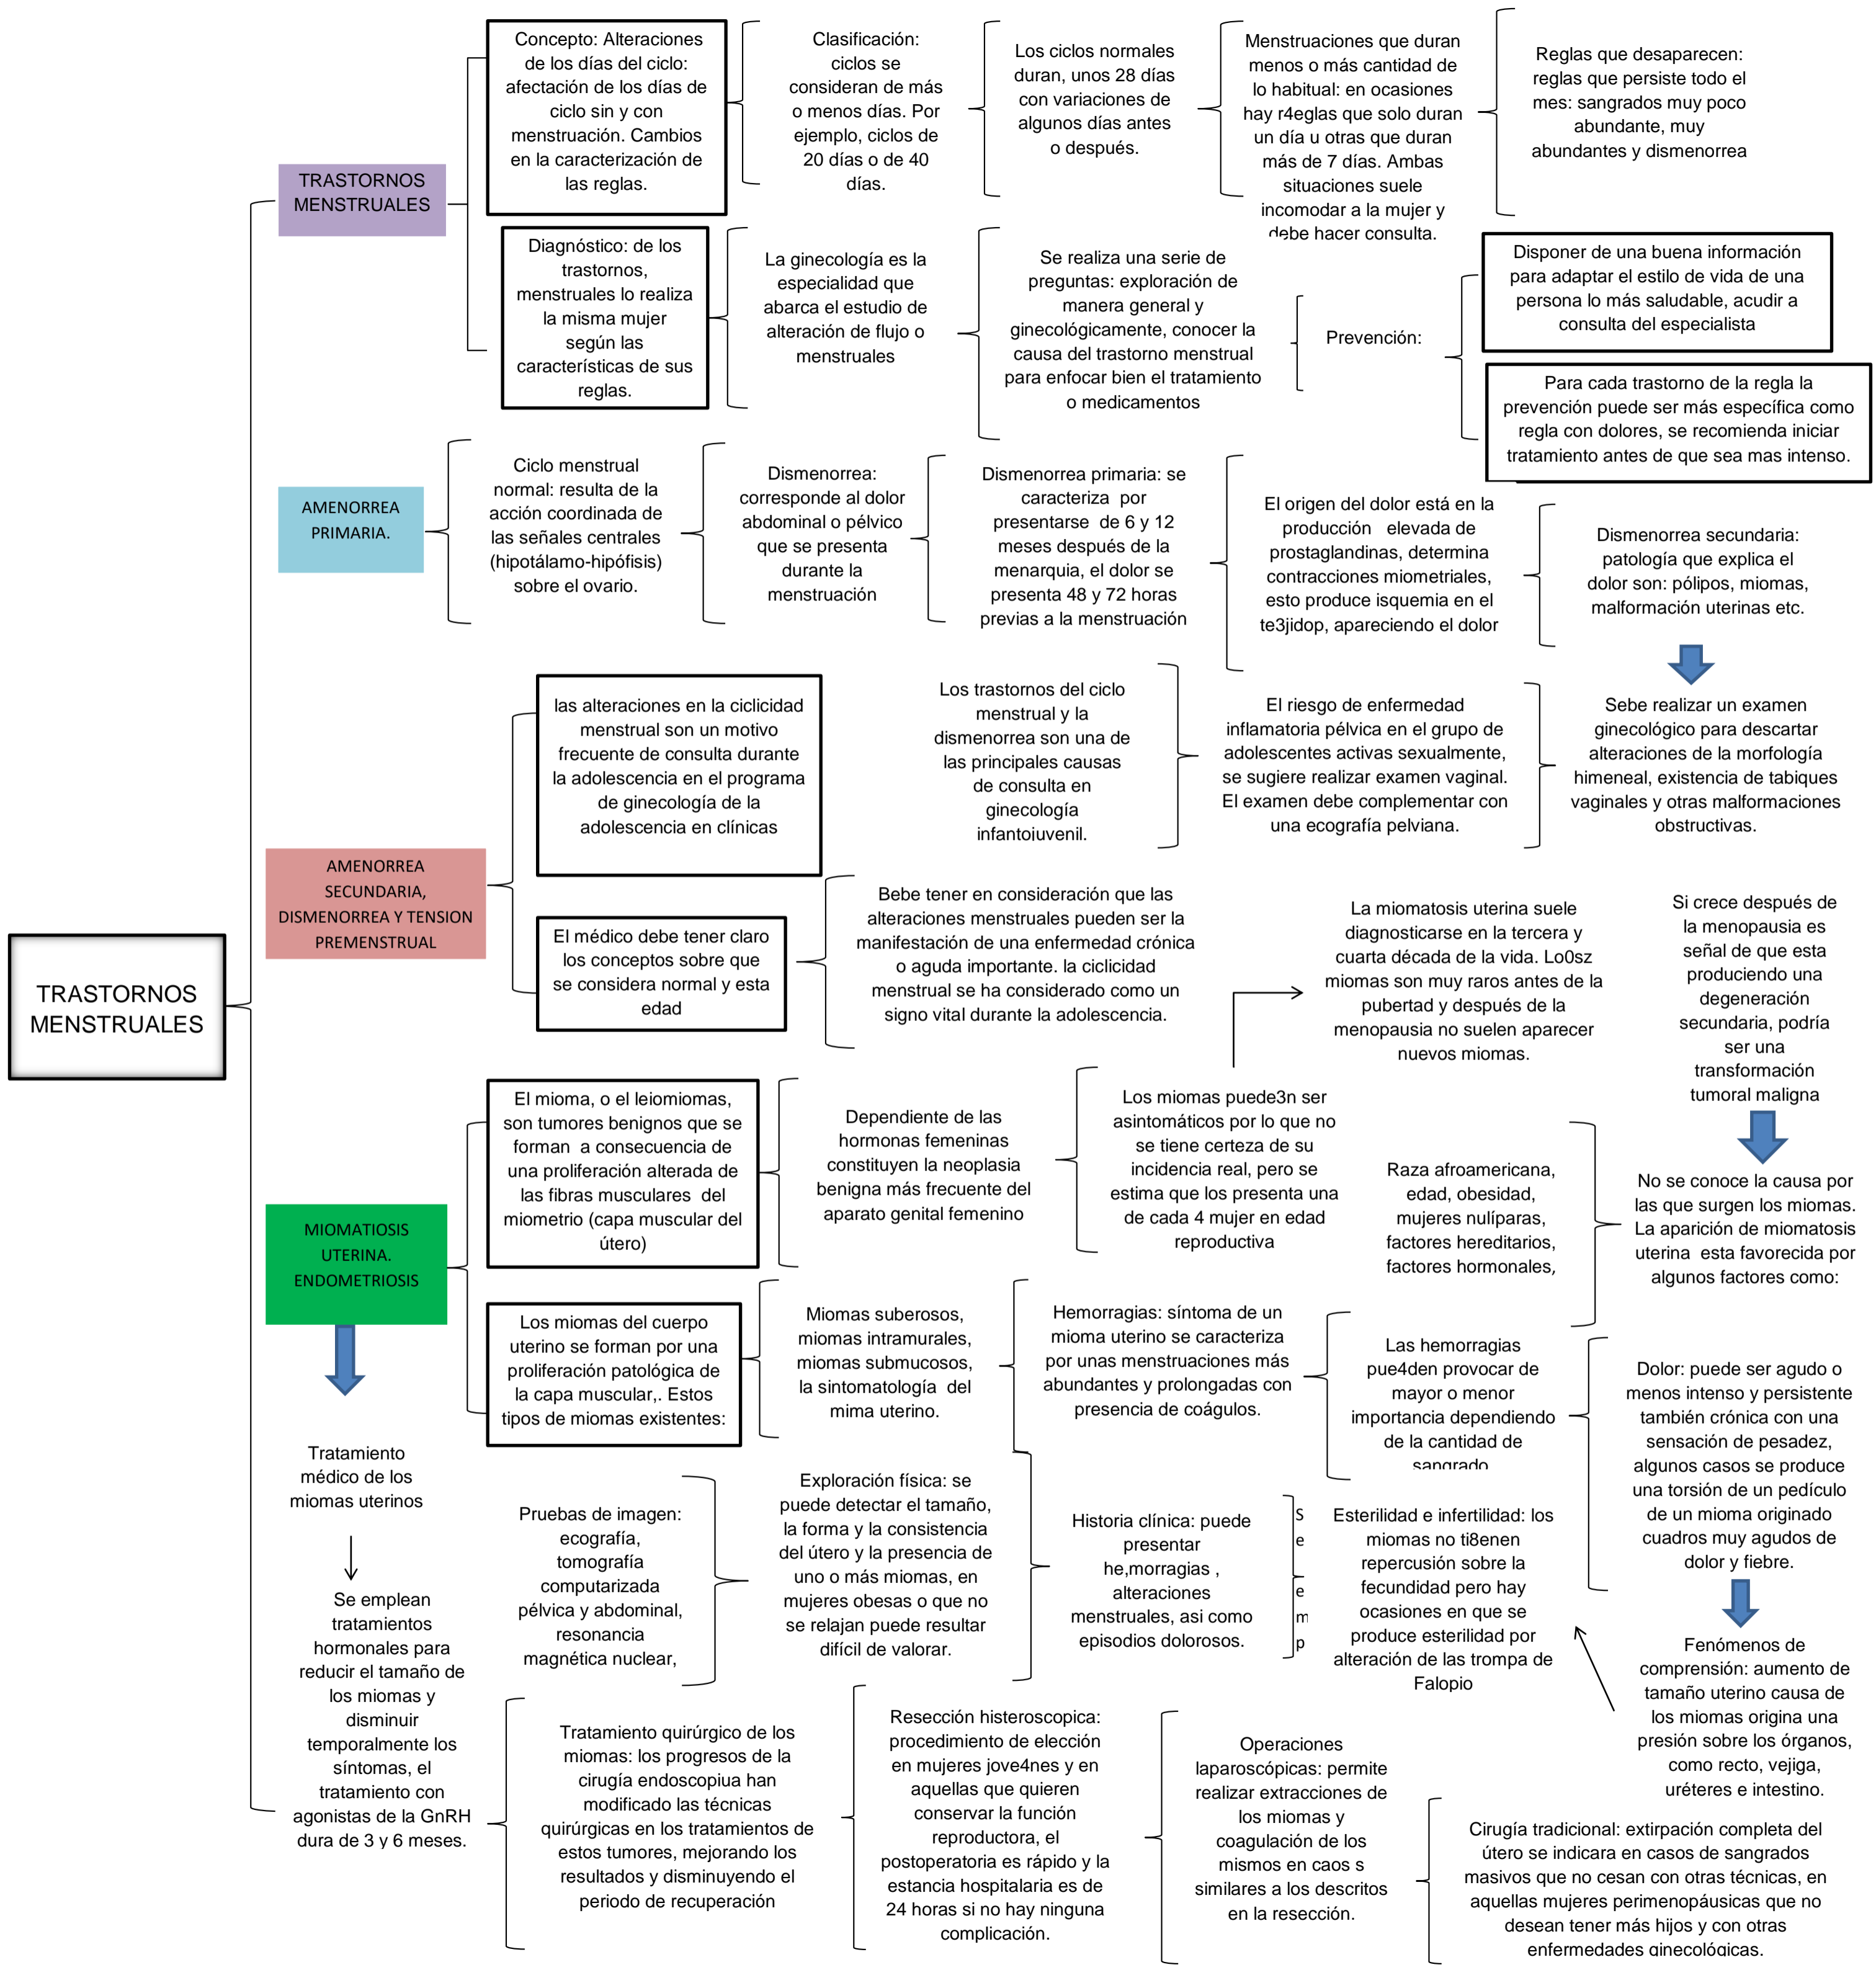 TRASTORNOS
MENSTRUALES
TRASTORNOS
MENSTRUALES
Concepto: Alteraciones
de los días del ciclo:
afectación de los días de
ciclo sin y con
menstruación. Cambios
en la caracterización de
las reglas.
Clasificación:
ciclos se
consideran de más
o menos días. Por
ejemplo, ciclos de
20 días o de 40
días.
Los ciclos normales
duran, unos 28 días
con variaciones de
algunos días antes
o después.
Menstruaciones que duran
menos o más cantidad de
lo habitual: en ocasiones
hay r4eglas que solo duran
un día u otras que duran
más de 7 días. Ambas
situaciones suele
incomodar a la mujer y
debe hacer consulta.
Reglas que desaparecen:
reglas que persiste todo el
mes: sangrados muy poco
abundante, muy
abundantes y dismenorrea
Diagnóstico: de los
trastornos,
menstruales lo realiza
la misma mujer
según las
características de sus
reglas.
La ginecología es la
especialidad que
abarca el estudio de
alteración de flujo o
menstruales
Se realiza una serie de
preguntas: exploración de
manera general y
ginecológicamente, conocer la
causa del trastorno menstrual
para enfocar bien el tratamiento
o medicamentos
Prevención:
Disponer de una buena información
para adaptar el estilo de vida de una
persona lo más saludable, acudir a
consulta del especialista
Para cada trastorno de la regla la
prevención puede ser más específica como
regla con dolores, se recomienda iniciar
tratamiento antes de que sea mas intenso.
AMENORREA
PRIMARIA.
Ciclo menstrual
normal: resulta de la
acción coordinada de
las señales centrales
(hipotálamo-hipófisis)
sobre el ovario.
Dismenorrea:
corresponde al dolor
abdominal o pélvico
que se presenta
durante la
menstruación
Dismenorrea primaria: se
caracteriza por
presentarse de 6 y 12
meses después de la
menarquia, el dolor se
presenta 48 y 72 horas
previas a la menstruación
El origen del dolor está en la
producción elevada de
prostaglandinas, determina
contracciones miometriales,
esto produce isquemia en el
te3jidop, apareciendo el dolor
Dismenorrea secundaria:
patología que explica el
dolor son: pólipos, miomas,
malformación uterinas etc.
Sebe realizar un examen
ginecológico para descartar
alteraciones de la morfología
himeneal, existencia de tabiques
vaginales y otras malformaciones
obstructivas.
El riesgo de enfermedad
inflamatoria pélvica en el grupo de
adolescentes activas sexualmente,
se sugiere realizar examen vaginal.
El examen debe complementar con
una ecografía pelviana.
Los trastornos del ciclo
menstrual y la
dismenorrea son una de
las principales causas
de consulta en
ginecología
infantojuvenil.
AMENORREA
SECUNDARIA,
DISMENORREA Y TENSION
PREMENSTRUAL
las alteraciones en la ciclicidad
menstrual son un motivo
frecuente de consulta durante
la adolescencia en el programa
de ginecología de la
adolescencia en clínicas
El médico debe tener claro
los conceptos sobre que
se considera normal y esta
edad
Bebe tener en consideración que las
alteraciones menstruales pueden ser la
manifestación de una enfermedad crónica
o aguda importante. la ciclicidad
menstrual se ha considerado como un
signo vital durante la adolescencia.
MIOMATIOSIS
UTERINA.
ENDOMETRIOSIS
El mioma, o el leiomiomas,
son tumores benignos que se
forman a consecuencia de
una proliferación alterada de
las fibras musculares del
miometrio (capa muscular del
útero)
Dependiente de las
hormonas femeninas
constituyen la neoplasia
benigna más frecuente del
aparato genital femenino
Los miomas puede3n ser
asintomáticos por lo que no
se tiene certeza de su
incidencia real, pero se
estima que los presenta una
de cada 4 mujer en edad
reproductiva
La miomatosis uterina suele
diagnosticarse en la tercera y
cuarta década de la vida. Lo0sz
miomas son muy raros antes de la
pubertad y después de la
menopausia no suelen aparecer
nuevos miomas.
Si crece después de
la menopausia es
señal de que esta
produciendo una
degeneración
secundaria, podría
ser una
transformación
tumoral maligna
No se conoce la causa por
las que surgen los miomas.
La aparición de miomatosis
uterina esta favorecida por
algunos factores como:
Raza afroamericana,
edad, obesidad,
mujeres nulíparas,
factores hereditarios,
factores hormonales,
Los miomas del cuerpo
uterino se forman por una
proliferación patológica de
la capa muscular,. Estos
tipos de miomas existentes:
Miomas suberosos,
miomas intramurales,
miomas submucosos,
la sintomatología del
mima uterino.
Hemorragias: síntoma de un
mioma uterino se caracteriza
por unas menstruaciones más
abundantes y prolongadas con
presencia de coágulos.
Las hemorragias
pue4den provocar de
mayor o menor
importancia dependiendo
de la cantidad de
sangrado
Dolor: puede ser agudo o
menos intenso y persistente
también crónica con una
sensación de pesadez,
algunos casos se produce
una torsión de un pedículo
de un mioma originado
cuadros muy agudos de
dolor y fiebre.
Fenómenos de
comprensión: aumento de
tamaño uterino causa de
los miomas origina una
presión sobre los órganos,
como recto, vejiga,
uréteres e intestino.
Esterilidad e infertilidad: los
miomas no ti8enen
repercusión sobre la
fecundidad pero hay
ocasiones en que se
produce esterilidad por
alteración de las trompa de
Falopio
S
e
e
m
p
Historia clínica: puede
presentar
he,morragias ,
alteraciones
menstruales, asi como
episodios dolorosos.
Exploración física: se
puede detectar el tamaño,
la forma y la consistencia
del útero y la presencia de
uno o más miomas, en
mujeres obesas o que no
se relajan puede resultar
difícil de valorar.
Pruebas de imagen:
ecografía,
tomografía
computarizada
pélvica y abdominal,
resonancia
magnética nuclear,
Tratamiento
médico de los
miomas uterinos
Se emplean
tratamientos
hormonales para
reducir el tamaño de
los miomas y
disminuir
temporalmente los
síntomas, el
tratamiento con
agonistas de la GnRH
dura de 3 y 6 meses.
Tratamiento quirúrgico de los
miomas: los progresos de la
cirugía endoscopiua han
modificado las técnicas
quirúrgicas en los tratamientos de
estos tumores, mejorando los
resultados y disminuyendo el
periodo de recuperación
Resección histeroscopica:
procedimiento de elección
en mujeres jove4nes y en
aquellas que quieren
conservar la función
reproductora, el
postoperatoria es rápido y la
estancia hospitalaria es de
24 horas si no hay ninguna
complicación.
Operaciones
laparoscópicas: permite
realizar extracciones de
los miomas y
coagulación de los
mismos en caos s
similares a los descritos
en la resección.
Cirugía tradicional: extirpación completa del
útero se indicara en casos de sangrados
masivos que no cesan con otras técnicas, en
aquellas mujeres perimenopáusicas que no
desean tener más hijos y con otras
enfermedades ginecológicas.